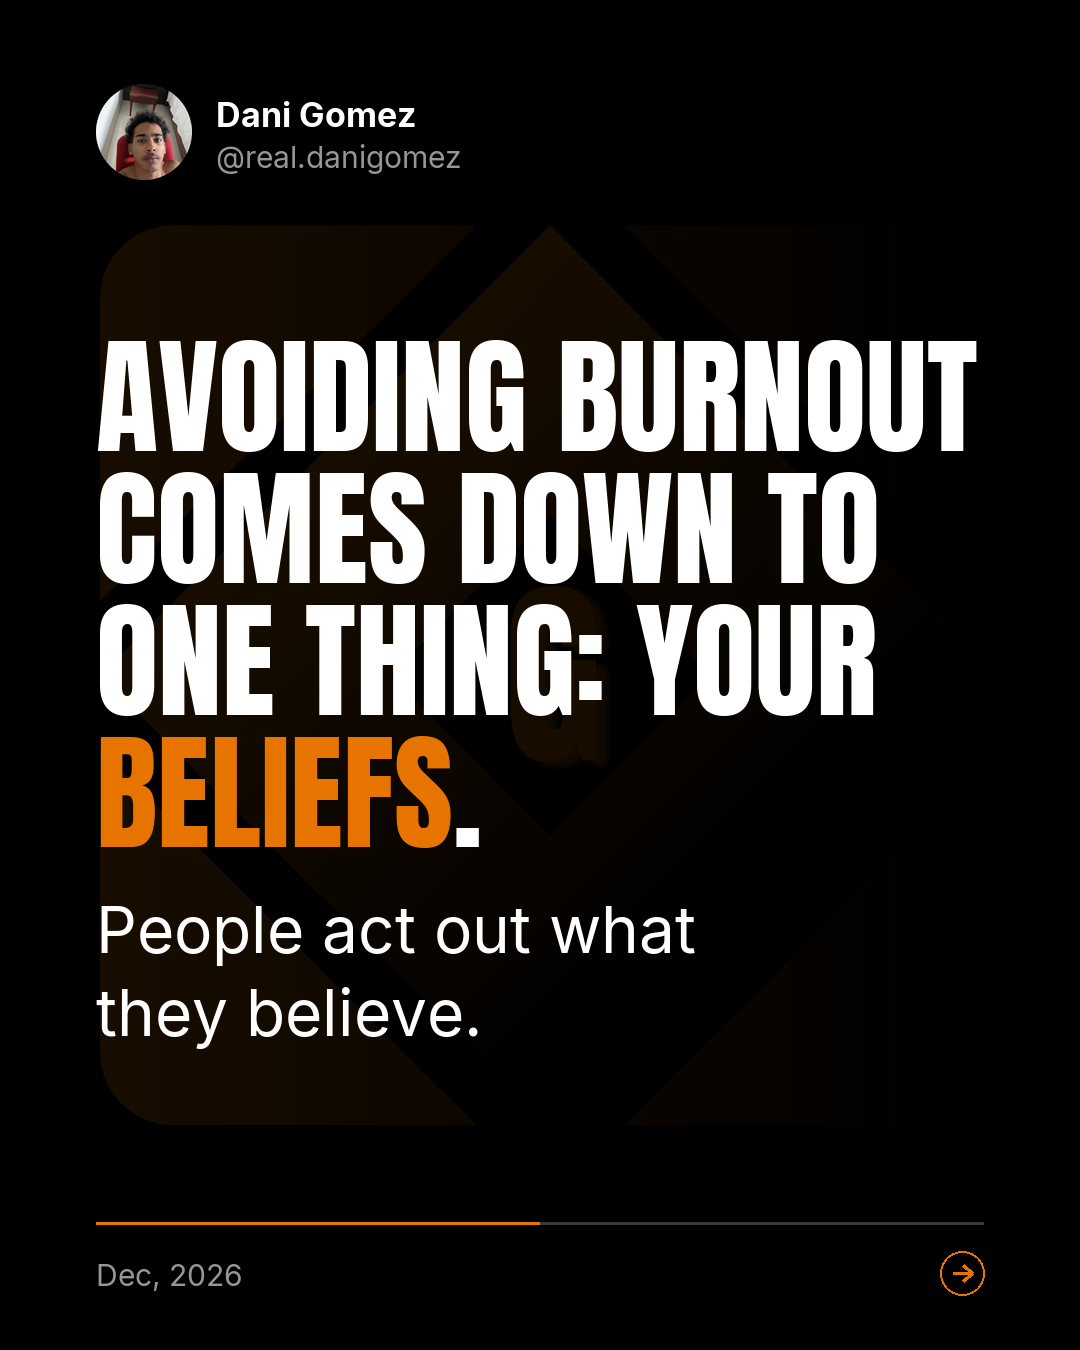 Dani Gomez
@real.danigomez
AVOIDING BURNOUT
COMES DOWN TO
ONE THING: YOUR
BELIEFS.
People act out what
they believe.
Dec, 2026